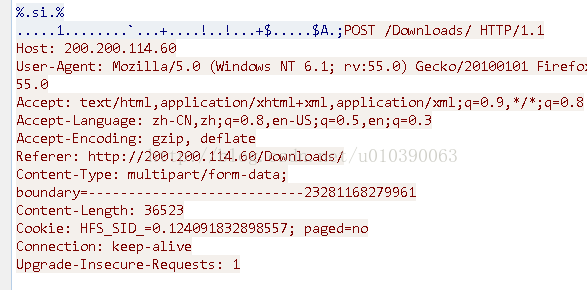 %.si.%
.....1........`...+....!..!...+$.....$A.;POST /Downloads/ HTTP/1.1
Host: 200.200.114.60
User-Agent: Mozilla/5.0 (Windows NT 6.1; rv:55.0) Gecko/20100101 Firefox
55.0
Accept: text/html,application/xhtml+xml,application/xml;q=0.9,*/*;q=0.8
Accept-Language: zh-CN,zh;q=0.8,en-US;q=0.5,en;q=0.3
Accept-Encoding: gzip, deflate
Referer: http://200.200.114.60/Downloads/
Content-Type: multipart/form-data;
boundary=---------------------------23281168279961
Content-Length: 36523
Cookie: HFS_SID_=0.124091832898557; paged=no
Connection: keep-alive
Upgrade-Insecure-Requests: 1